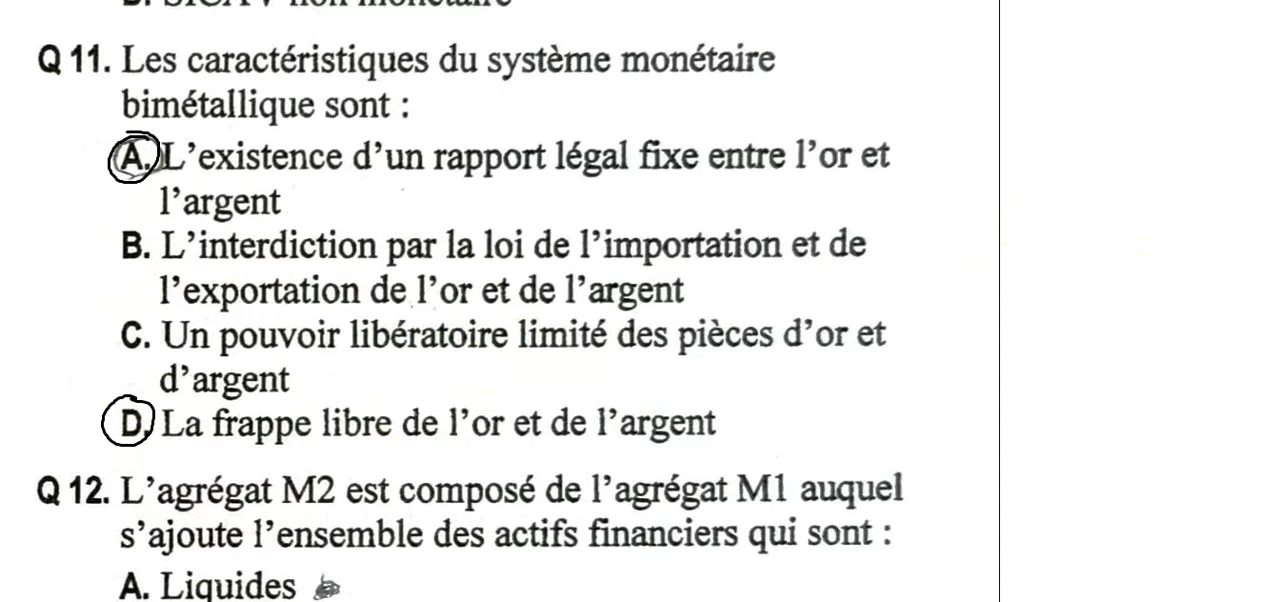 B. SICAV non monétaire
Q 11. Les caractéristiques du système monétaire
bimétallique sont :
A. L’existence d’un rapport légal fixe entre l’or et
l’argent
B. L’interdiction par la loi de l’importation et de
l’exportation de l’or et de l’argent
C. Un pouvoir libératoire limité des pièces d’or et
d’argent
D. La frappe libre de l’or et de l’argent
Q 12. L’agrégat M2 est composé de l’agrégat M1 auquel
s’ajoute l’ensemble des actifs financiers qui sont :
A. Liquides